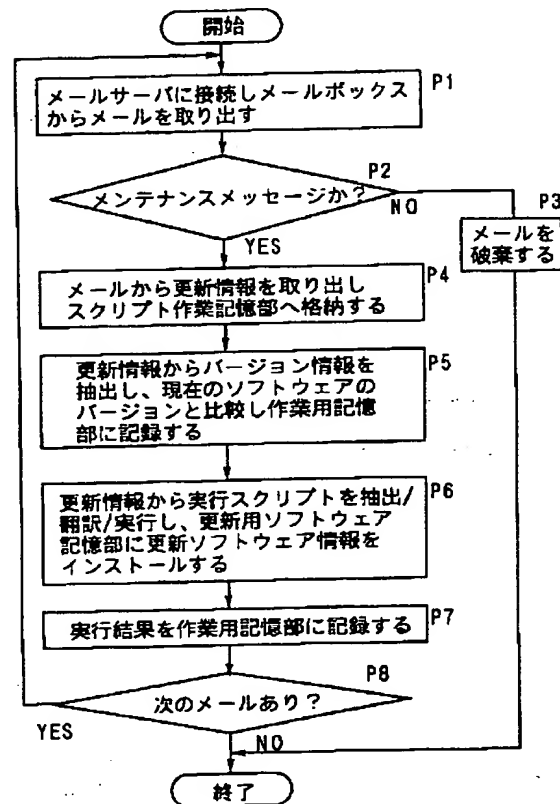 開始
P1
メールサーバに接続しメールボックス
からメールを取り出す
P2
メンテナンスメッセージか?
NO
P3
メールを
破棄する
YES
P4
メールから更新情報を取り出し
スクリプト作業記憶部へ格納する
P5
更新情報からバージョン情報を
抽出し、現在のソフトウェアの
バージョンと比較し作業用記憶
部に記録する
P6
更新情報から実行スクリプトを抽出/
翻訳/実行し、更新用ソフトウェア
記憶部に更新ソフトウェア情報を
インストールする
P7
実行結果を作業用記憶部に記録する
P8
次のメールあり?
YES
NO
終了